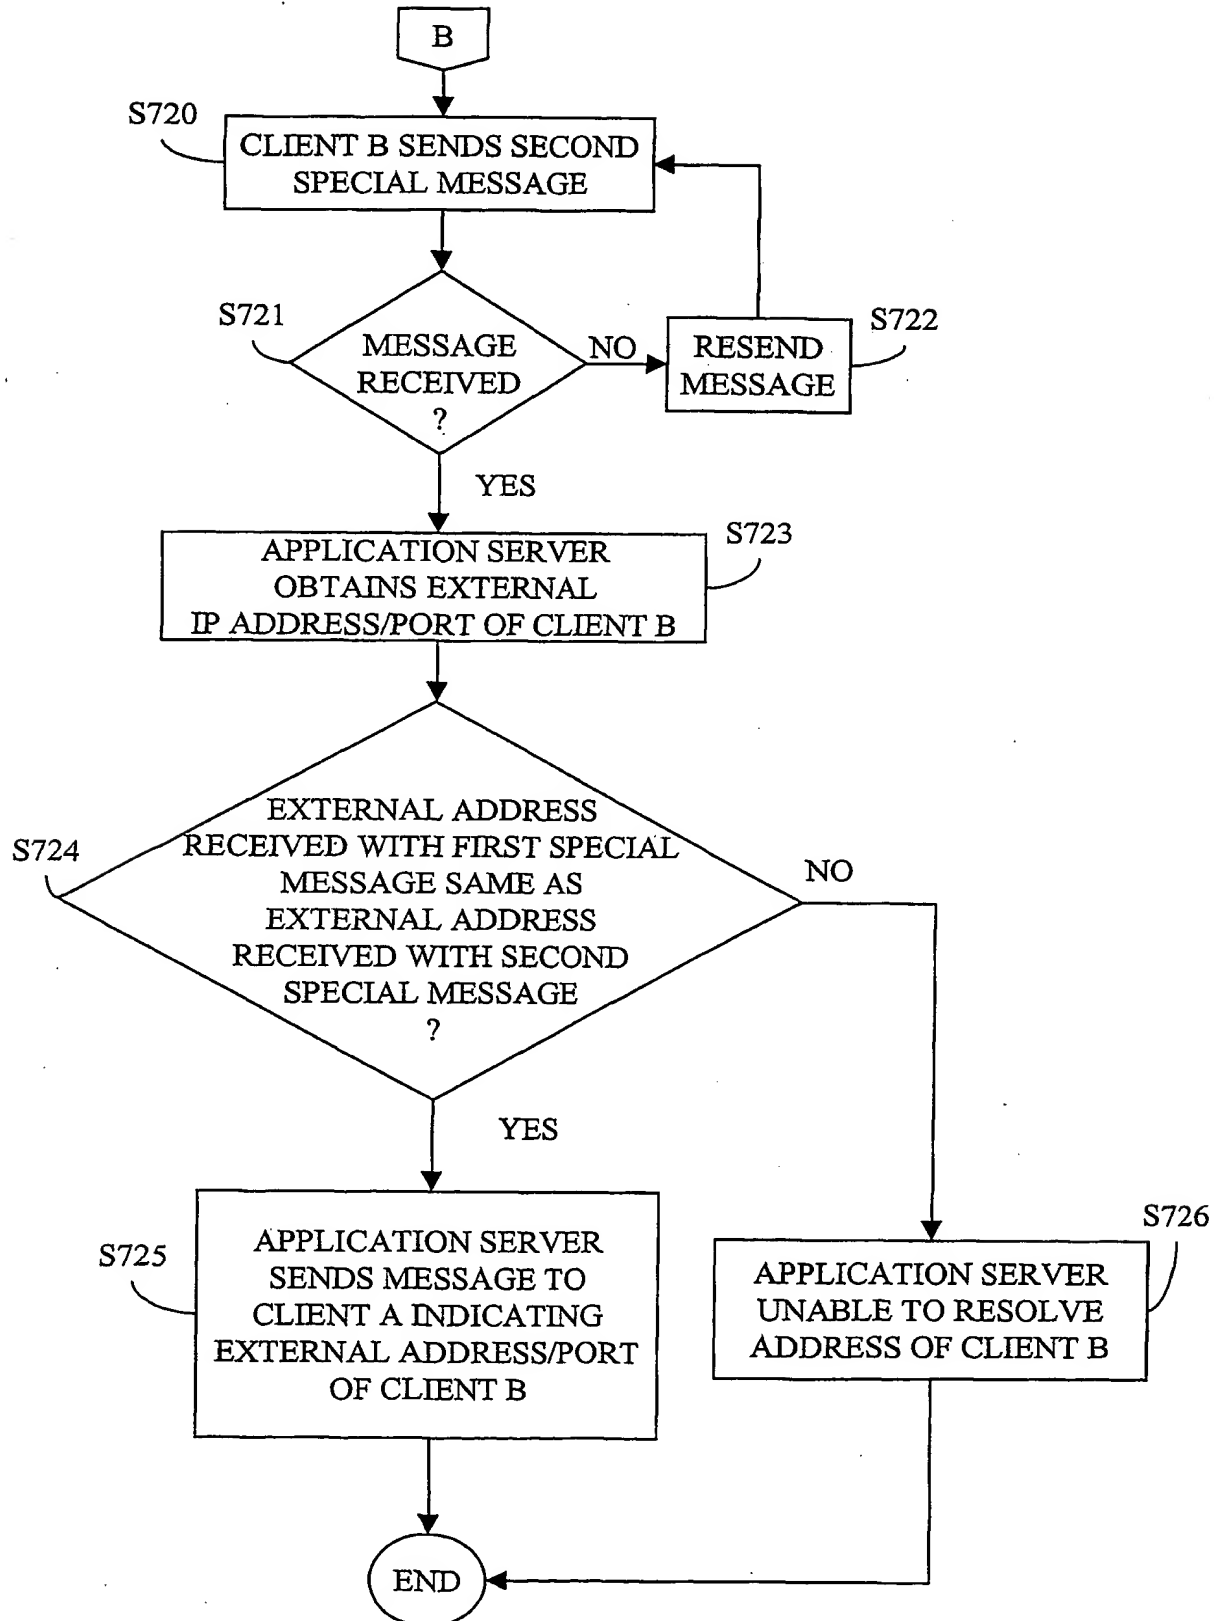 B
S720
CLIENT B SENDS SECOND
SPECIAL MESSAGE
S721
MESSAGE
RECEIVED
?
NO
RESEND
MESSAGE
S722
YES
S723
APPLICATION SERVER
OBTAINS EXTERNAL
IP ADDRESS/PORT OF CLIENT B
S724
EXTERNAL ADDRESS
RECEIVED WITH FIRST SPECIAL
MESSAGE SAME AS
EXTERNAL ADDRESS
RECEIVED WITH SECOND
SPECIAL MESSAGE
?
NO
YES
S725
APPLICATION SERVER
SENDS MESSAGE TO
CLIENT A INDICATING
EXTERNAL ADDRESS/PORT
OF CLIENT B
S726
APPLICATION SERVER
UNABLE TO RESOLVE
ADDRESS OF CLIENT B
END